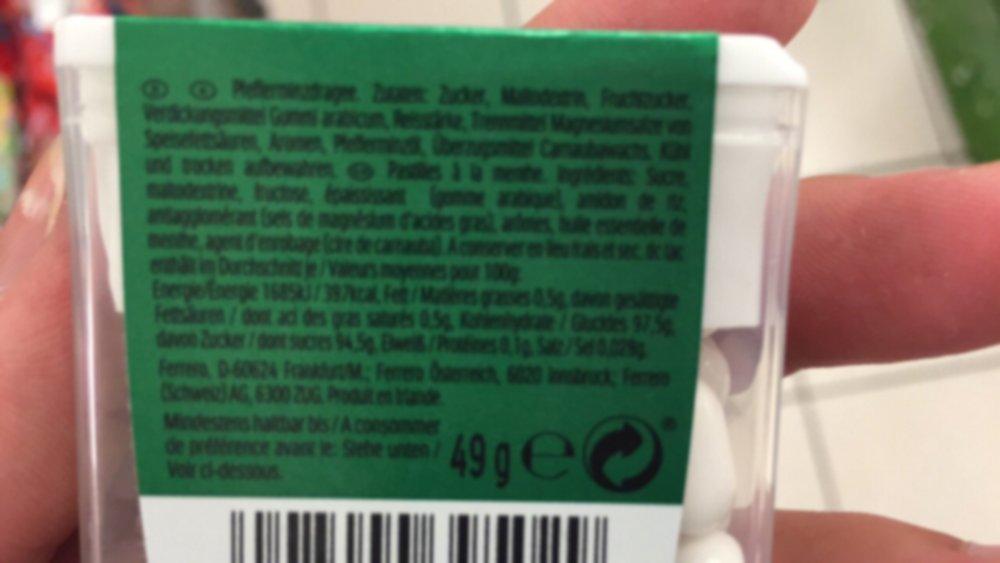 Pfefferminzdragee. Zutaten: Zucker, Maltodextrin, Fruchtzucker,
Verdickungsmittel Gummi arabicum, Reisstärke, Trennmittel Magnesiumsalze von
Speisefettsäuren, Aromen, Pfefferminzöl, Überzugsmittel Carnaubawachs. Kühl
und trocken aufbewahren. Pastilles à la menthe. Ingrédients: Sucre,
maltodextrine, fructose, épaississant (gomme arabique), amidon de riz,
antiagglomérant (sels de magnésium d'acides gras), arômes, huile essentielle de
menthe, agent d'enrobage (cire de carnauba). A conserver en lieu frais et sec.
enthält im Durchschnitt je / Valeurs moyennes pour 100g:
Energie/Énergie 1685kJ / 397kcal, Fett / Matières grasses 0,5g, davon gesättigte
Fettsäuren / dont acl des gras saturés 0,5g, Kohlenhydrate / Glucides 97,5g,
davon Zucker / dont sucres 94,5g, Eiweiß / Protéines 0,1g, Salz / Sel 0,028g.
Ferrero, D-60624 Frankfurt/M.; Ferrero Österreich, 6020 Innsbruck; Ferrero
(Schweiz) AG, 6300 ZUG. Produit en Irlande.
Mindestens haltbar bis / A consommer
de préférence avant le: Siehe unten /
Voir ci-dessous.
49 g e